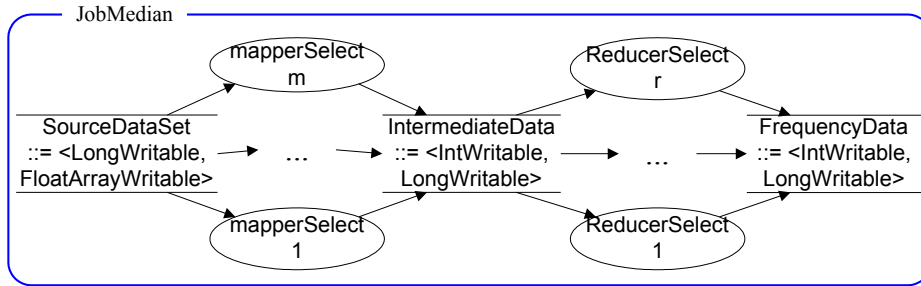 JobMedian
mapperSelect
m
ReducerSelect
r
SourceDataSet
::= <LongWritable,
FloatArrayWritable>
...
IntermediateData
::= <IntWritable,
LongWritable>
...
FrequencyData
::= <IntWritable,
LongWritable>
mapperSelect
1
ReducerSelect
1